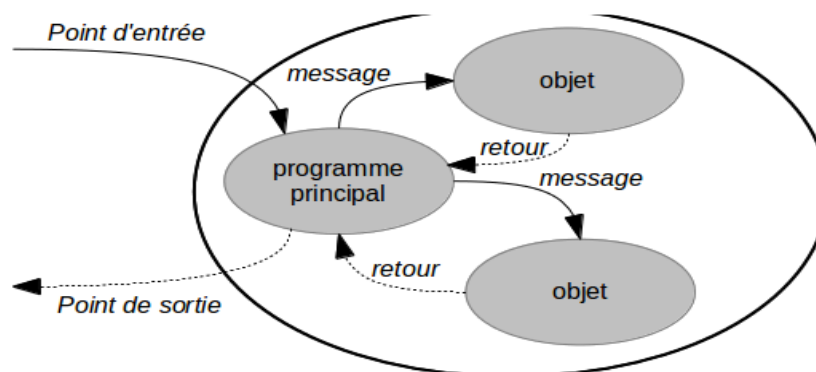 Point d'entrée
message
objet
retour
programme
principal
message
retour
objet
Point de sortie